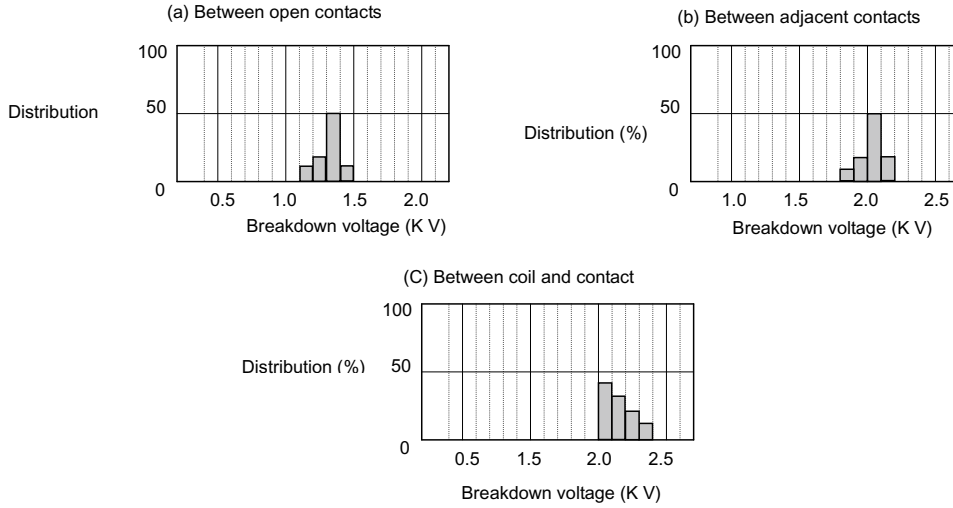 (a) Between open contacts
100
50
0
Distribution
0.5 1.0 1.5 2.0
Breakdown voltage (K V)
(b) Between adjacent contacts
100
50
0
Distribution (%)
1.0 1.5 2.0 2.5
Breakdown voltage (K V)
(C) Between coil and contact
100
50
0
Distribution (%)
0.5 1.5 2.0 2.5
Breakdown voltage (K V)